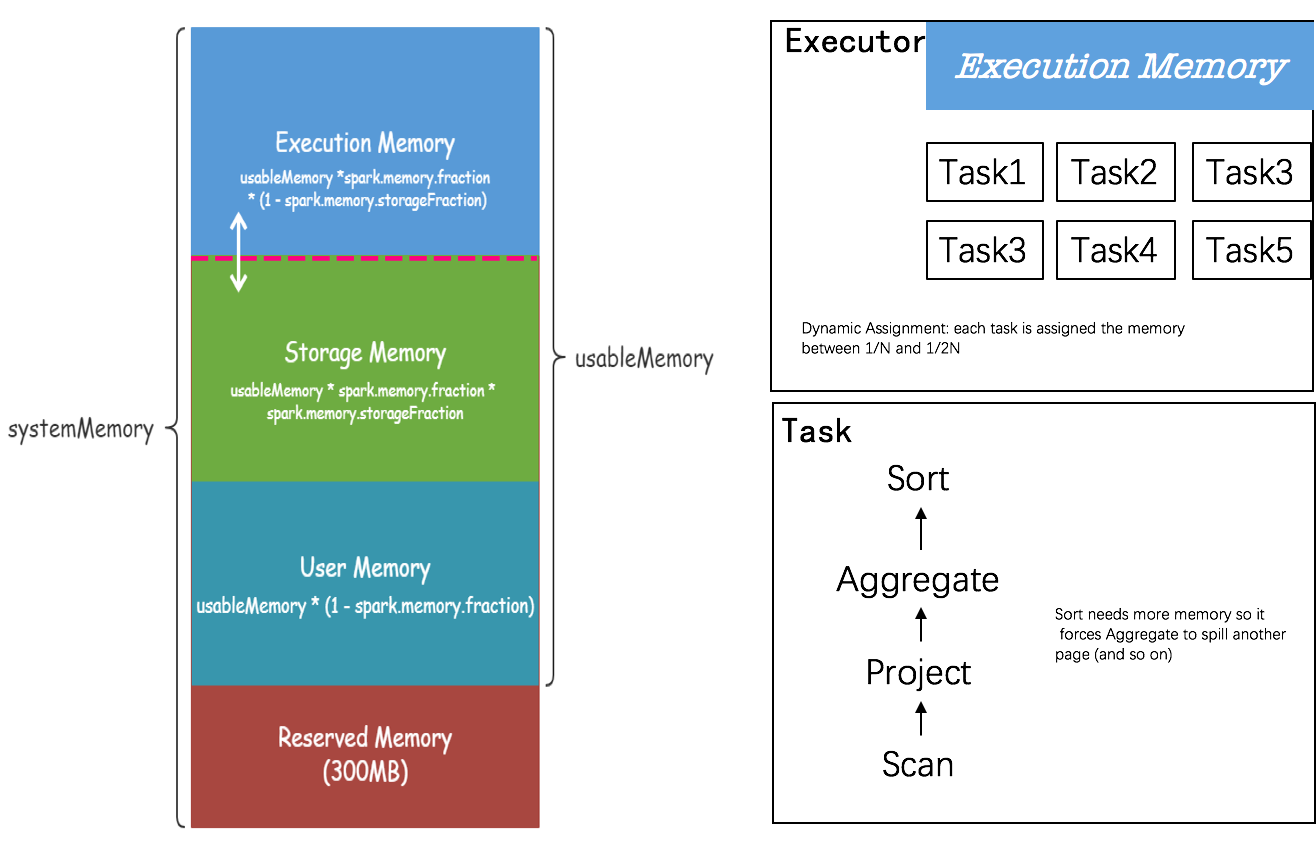 systemMemory
Execution Memory
usableMemory *spark.memory.fraction
* (1 - spark.memory.storageFraction)
Storage Memory
usableMemory * spark.memory.fraction *
spark.memory.storageFraction
User Memory
usableMemory * (1 - spark.memory.fraction)
Reserved Memory
(300MB)
usableMemory
Executor
Execution Memory
Task1 Task2 Task3
Task3 Task4 Task5
Dynamic Assignment: each task is assigned the memory
between 1/N and 1/2N
Task
Sort
Aggregate
Project
Scan
Sort needs more memory so it
forces Aggregate to spill another
page (and so on)